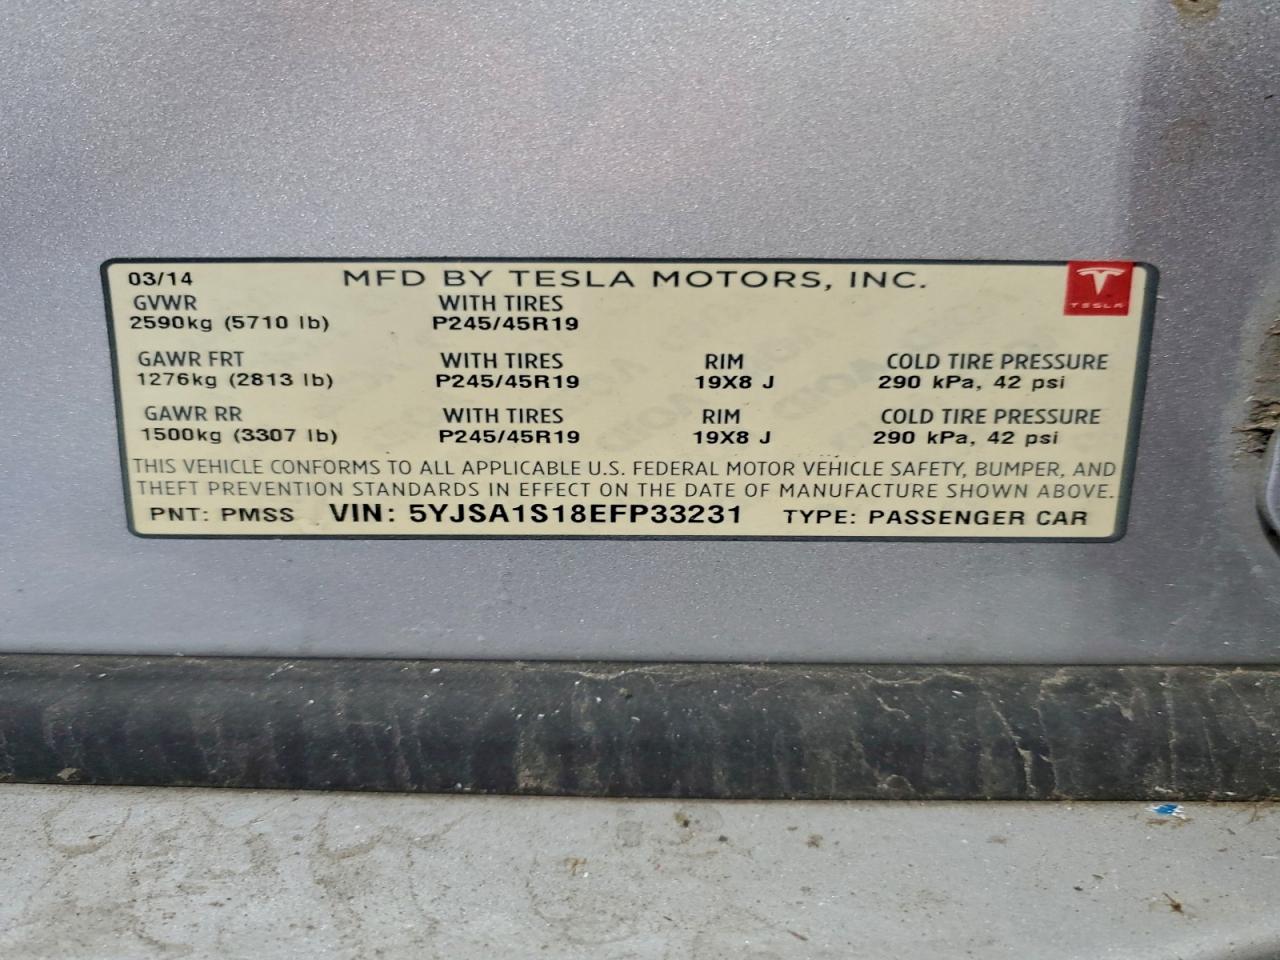 03/14 MFD BY TESLA MOTORS, INC.
TESLA
GVWR WITH TIRES
2590kg (5710 lb) P245/45R19
GAWR FRT WITH TIRES RIM COLD TIRE PRESSURE
1276kg (2813 lb) P245/45R19 19X8 J 290 kPa, 42 psi
GAWR RR WITH TIRES RIM COLD TIRE PRESSURE
1500kg (3307 lb) P245/45R19 19X8 J 290 kPa, 42 psi
THIS VEHICLE CONFORMS TO ALL APPLICABLE U.S. FEDERAL MOTOR VEHICLE SAFETY, BUMPER, AND
THEFT PREVENTION STANDARDS IN EFFECT ON THE DATE OF MANUFACTURE SHOWN ABOVE.
PNT: PMSS VIN: 5YJSA1S18EFP33231 TYPE: PASSENGER CAR